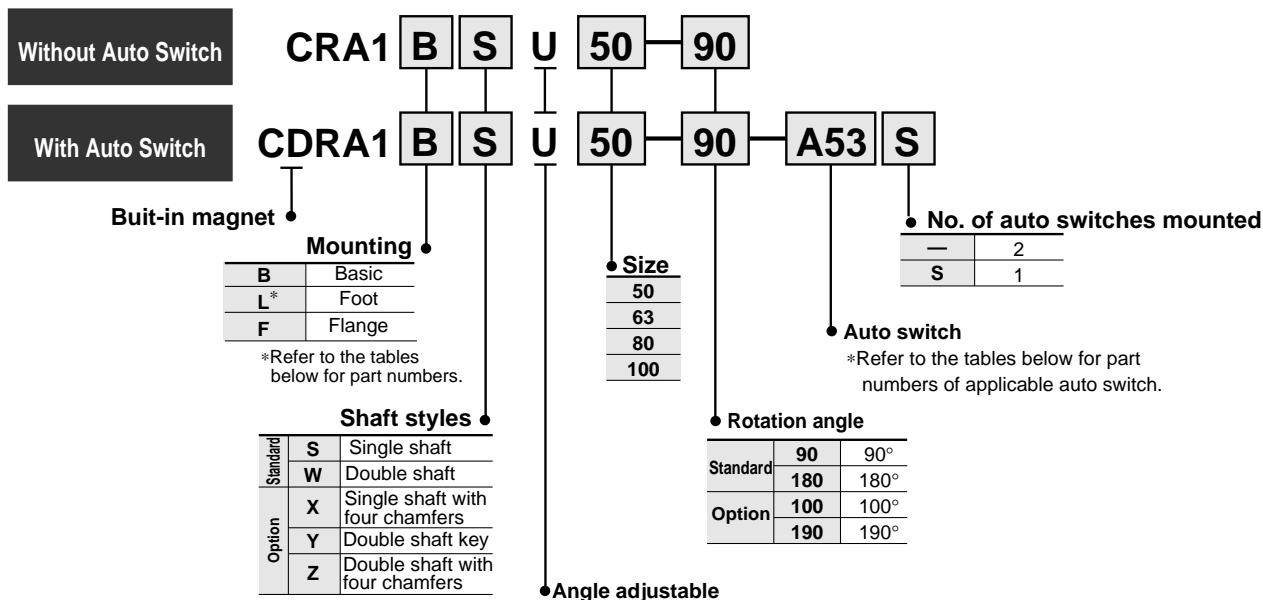 Without Auto Switch
CRA1 B S U 50 90
With Auto Switch
CDRA1 B S U 50 90 A53 S
Buit-in magnet
No. of auto switches mounted
— 2
S 1
Mounting
B Basic
L* Foot
F Flange
*Refer to the tables
below for part numbers.
Size
50
63
80
100
Auto switch
*Refer to the tables below for part
numbers of applicable auto switch.
Shaft styles
Standard
S Single shaft
W Double shaft
Option
X Single shaft with
four chamfers
Y Double shaft key
Z Double shaft with
four chamfers
Rotation angle
Standard
90 90°
180 180°
Option
100 100°
190 190°
Angle adjustable